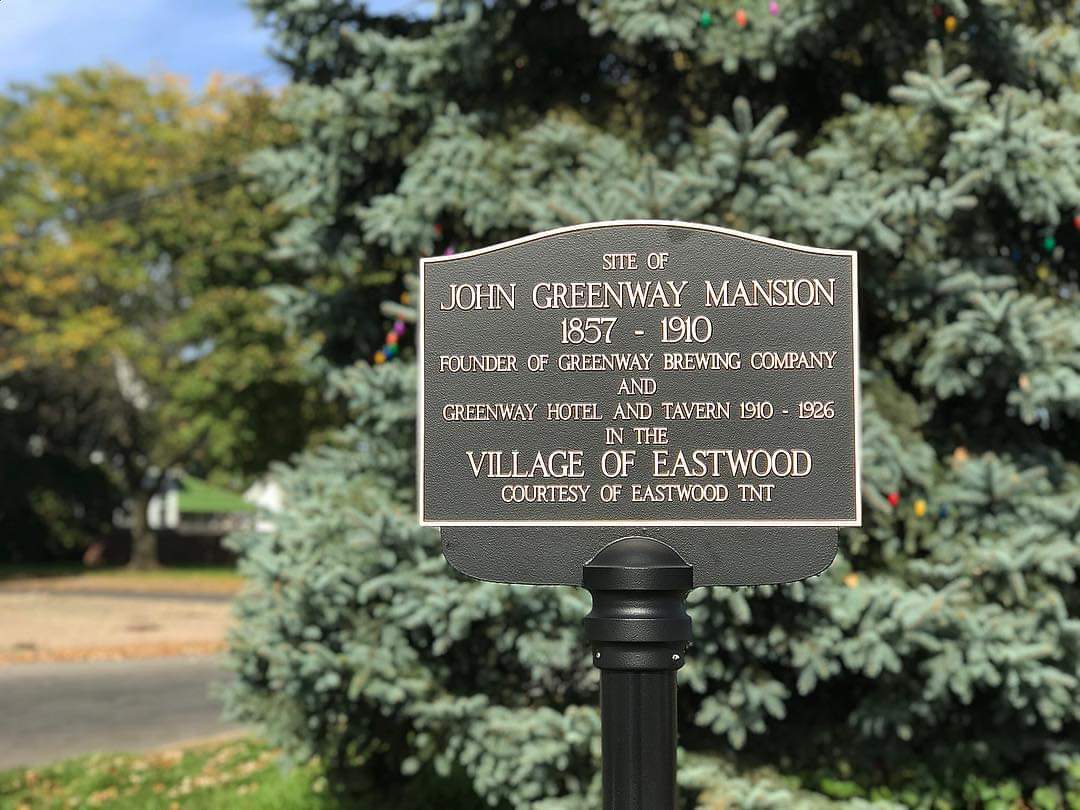 SITE OF
JOHN GREENWAY MANSION
1857 - 1910
FOUNDER OF GREENWAY BREWING COMPANY
AND
GREENWAY HOTEL AND TAVERN 1910 - 1926
IN THE
VILLAGE OF EASTWOOD
COURTESY OF EASTWOOD TNT